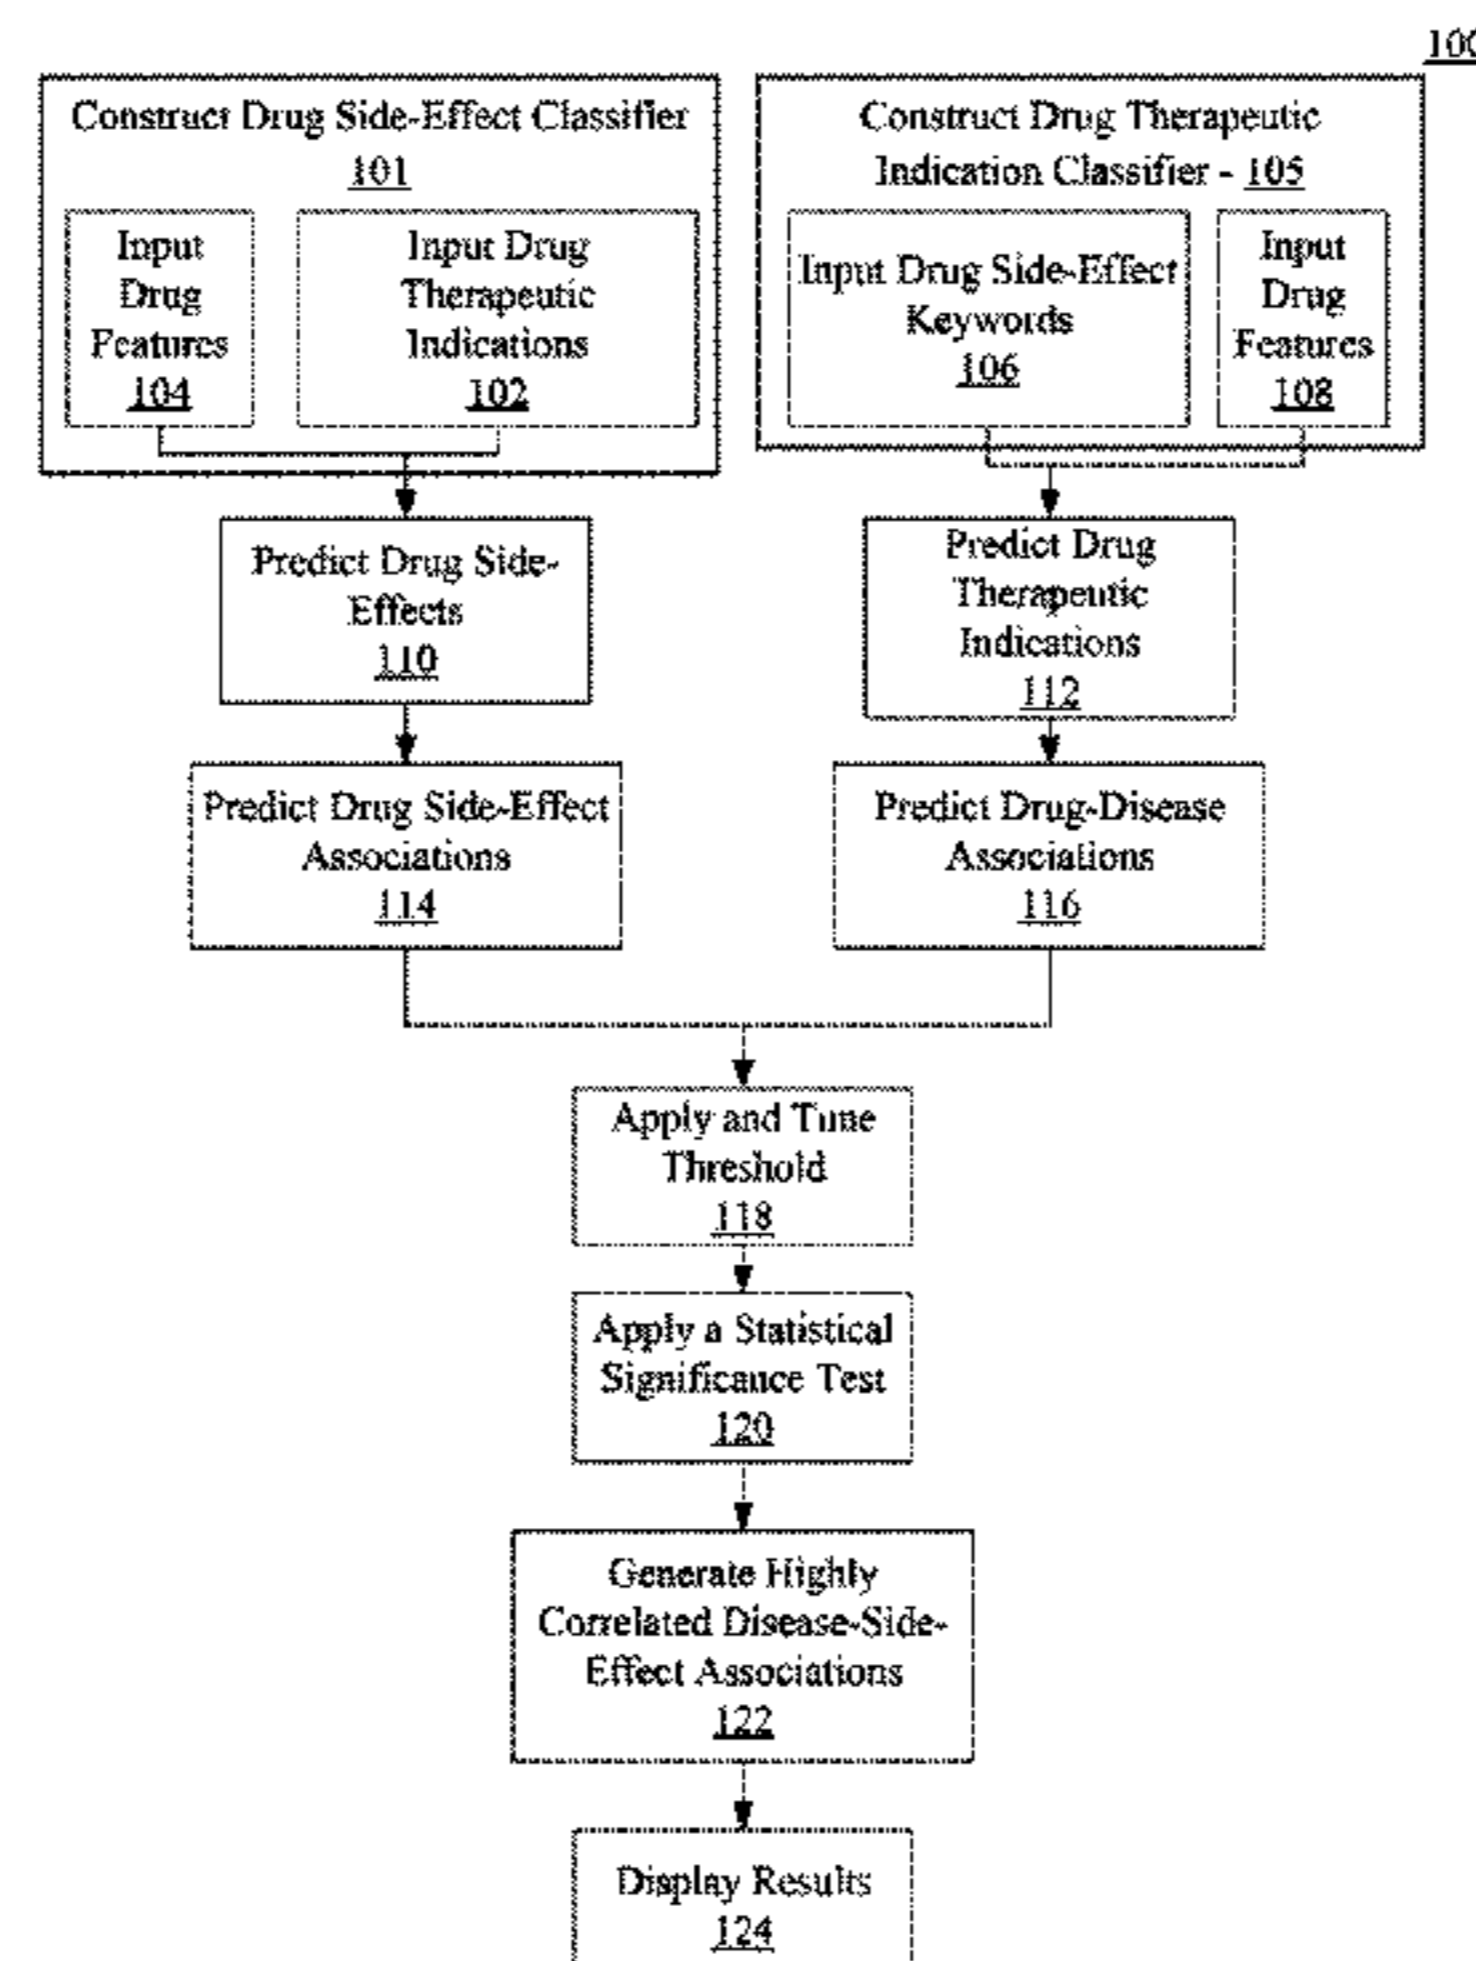 100
Construct Drug Side-Effect Classifier
101
Input
Drug
Features
104
Input Drug
Therapeutic
Indications
102
Construct Drug Therapeutic
Indication Classifier - 105
Input Drug Side-Effect
Keywords
106
Input
Drug
Features
108
Predict Drug Side-
Effects
110
Predict Drug
Therapeutic
Indications
112
Predict Drug Side-Effect
Associations
114
Predict Drug-Disease
Associations
116
Apply and Tune
Threshold
118
Apply a Statistical
Significance Test
120
Generate Highly
Correlated Disease-Side-
Effect Associations
122
Display Results
124